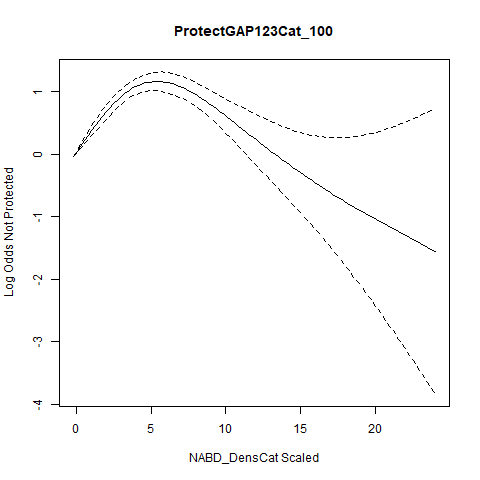 ProtectGAP123Cat_100
Log Odds Not Protected
1
0
-1
-2
-3
-4
0 5 10 15 20
NABD_DensCat Scaled